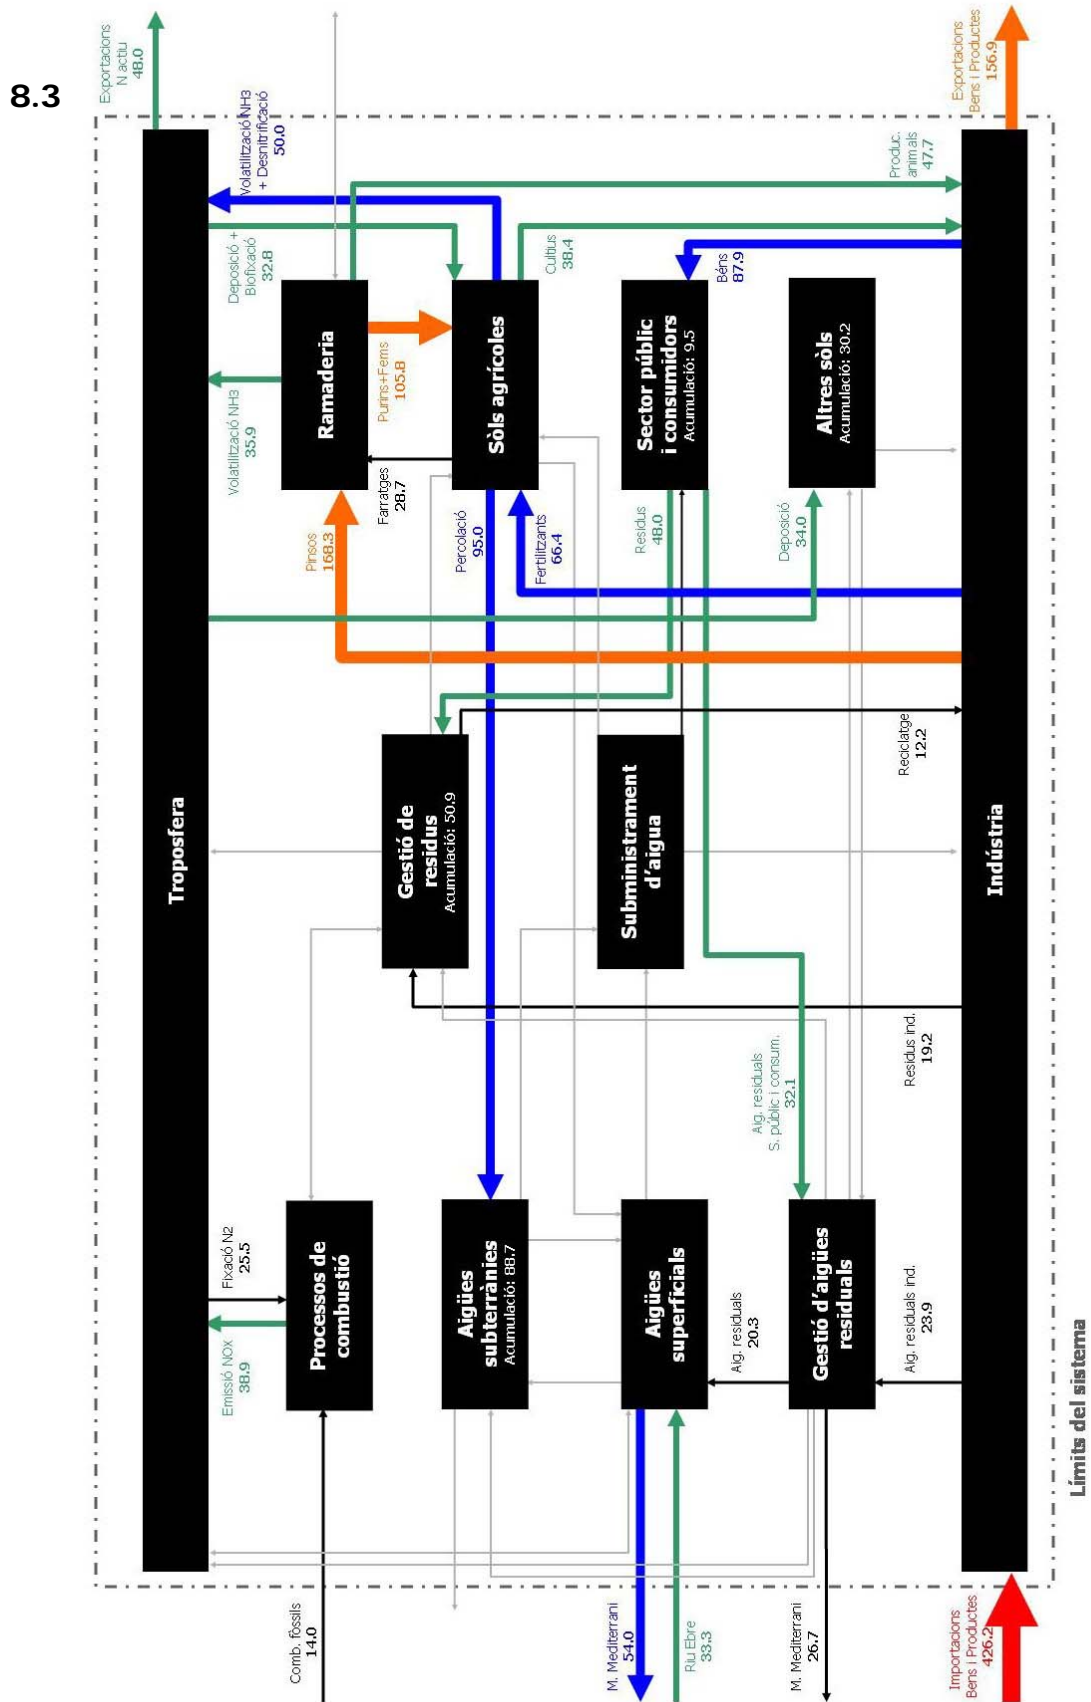 8.3
Exportacions
N actiu
48.0
Volatilització NH3
+ Desnitrificació
50.0
Deposició +
Biofixació
32.8
Volatilització NH3
35.9
Fixació N2
25.5
Emissió NOx
38.9
Comb. fòssils
14.0
Troposfera
Ramaderia
Purins+Fems
105.8
Pinsos
168.3
Farratges
28.7
Sòls agrícoles
Percolació
95.0
Fertilitzants
66.4
Cultius
38.4
Produc.
animals
47.7
Béns
87.9
Sector públic
i consumidors
Acumulació: 9.5
Residus
48.0
Altres sòls
Acumulació: 30.2
Deposició
34.0
Gestió de
residus
Acumulació: 50.9
Subministrament
d'aigua
Reciclatge
12.2
Residus ind.
19.2
Aig. residuals
S. públic i consum.
32.1
Processos de
combustió
Aigües
subterrànies
Acumulació: 88.7
Aigües
superficials
Aig. residuals
20.3
Gestió d'aigües
residuals
Aig. residuals ind.
23.9
M. Mediterrani
54.0
Riu Ebre
33.3
M. Mediterrani
26.7
Indústria
Exportacions
Bens i Productes
156.9
Importacions
Bens i Productes
426.2
Límits del sistema